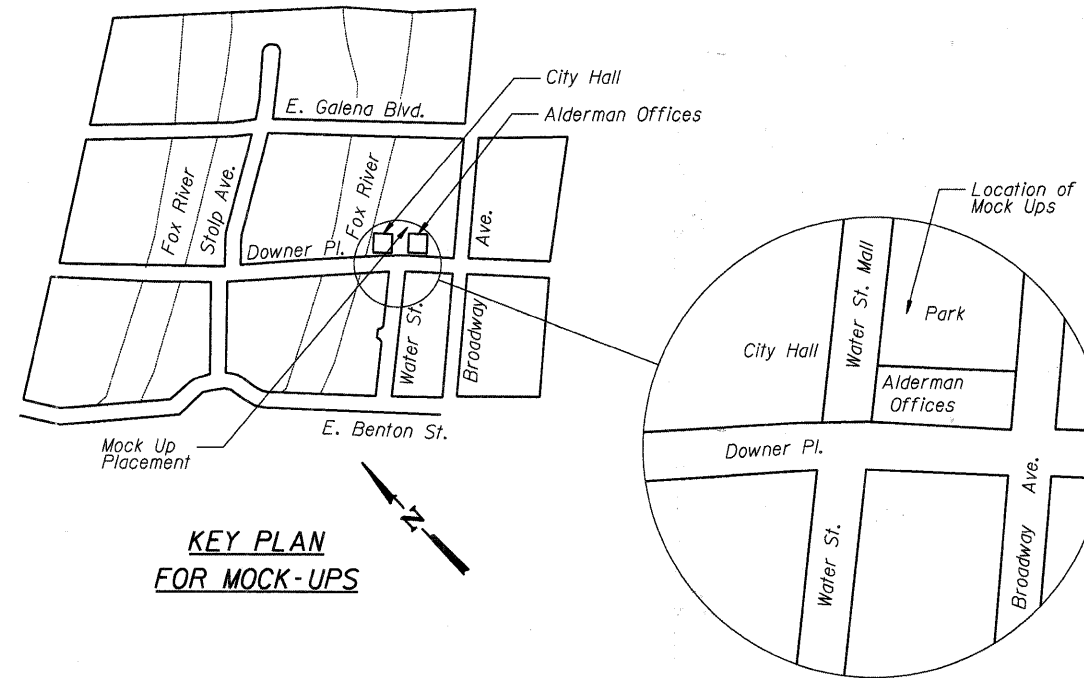 City Hall
E. Galena Blvd.
Alderman Offices
Fox River
Stolp Ave.
Fox River
Ave.
Downer Pl.
Water St.
Broadway
E. Benton St.
Mock Up
Placement
N
KEY PLAN
FOR MOCK-UPS
Location of
Mock Ups
Water St. Mall
Park
City Hall
Alderman
Offices
Downer Pl.
Water St.
Broadway Ave.